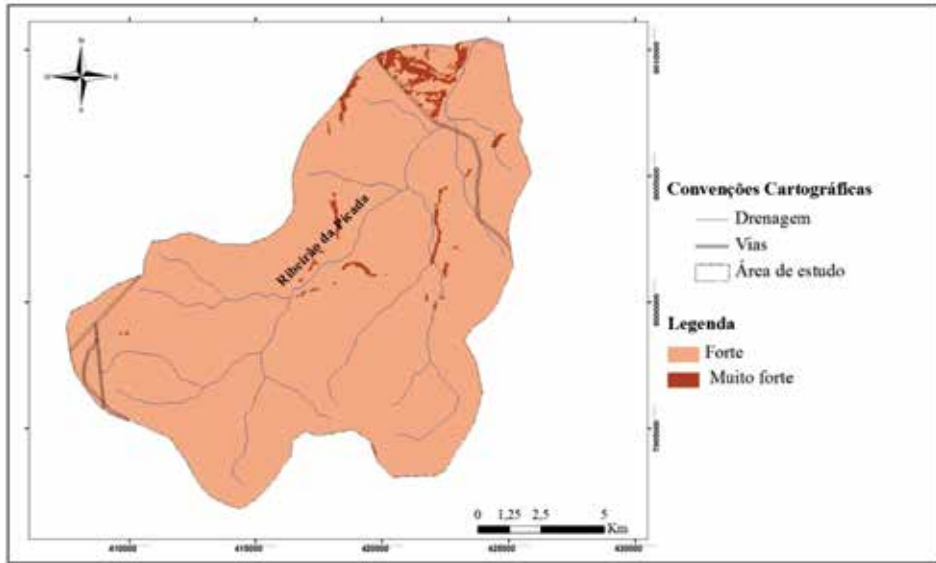 N
Ribeirão da Picada
Convenções Cartográficas
Drenagem
Vias
Área de estudo
Legenda
Forte
Muito forte
0 1,25 2,5 5
Km
410000 415000 420000 425000 430000